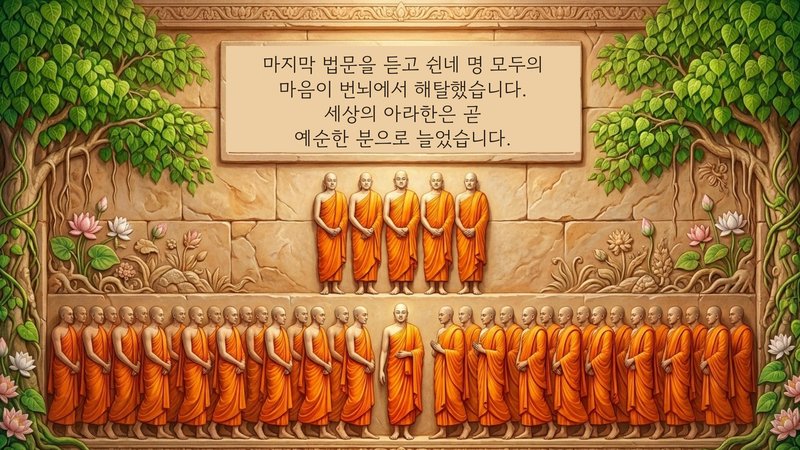 마지막 법문을 듣고 쉰네 명 모두의
마음이 번뇌에서 해탈했습니다.
세상의 아라한은 곧
예순한 분으로 늘었습니다.